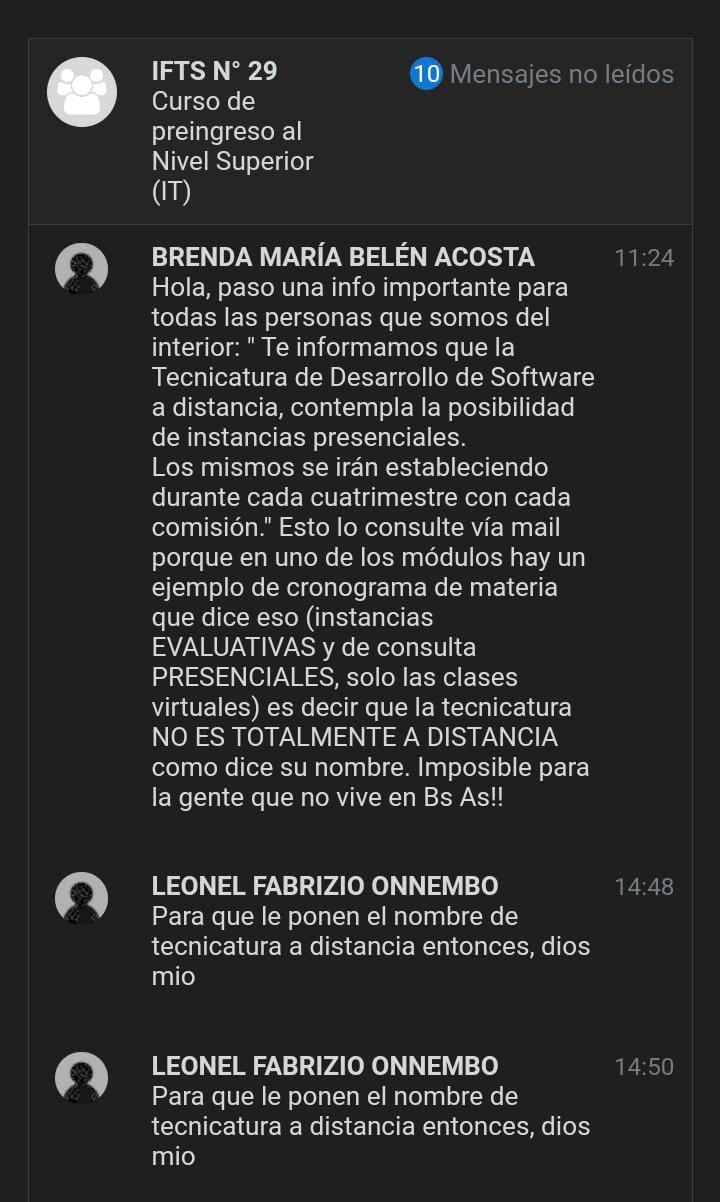 IFTS N° 29
10 Mensajes no leídos
Curso de
preingreso al
Nivel Superior
(IT)
BRENDA MARÍA BELÉN ACOSTA
11:24
Hola, paso una info importante para
todas las personas que somos del
interior: " Te informamos que la
Tecnicatura de Desarrollo de Software
a distancia, contempla la posibilidad
de instancias presenciales.
Los mismos se irán estableciendo
durante cada cuatrimestre con cada
comisión." Esto lo consulte vía mail
porque en uno de los módulos hay un
ejemplo de cronograma de materia
que dice eso (instancias
EVALUATIVAS y de consulta
PRESENCIALES, solo las clases
virtuales) es decir que la tecnicatura
NO ES TOTALMENTE A DISTANCIA
como dice su nombre. Imposible para
la gente que no vive en Bs As!!
LEONEL FABRIZIO ONNEMBO
14:48
Para que le ponen el nombre de
tecnicatura a distancia entonces, dios
mio
LEONEL FABRIZIO ONNEMBO
14:50
Para que le ponen el nombre de
tecnicatura a distancia entonces, dios
mio